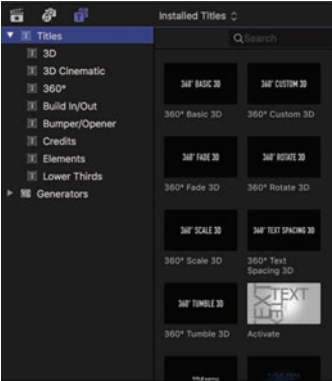 Installed Titles
Search
Titles
3D
3D Cinematic
360°
Build In/Out
Bumper/Opener
Credits
Elements
Lower Thirds
Generators
360° BASIC 3D
360° CUSTOM 3D
360° Basic 3D
360° Custom 3D
360° FADE 3D
360° ROTATE 3D
360° Fade 3D
360° Rotate 3D
360° SCALE 3D
360° TEXT SPACING 3D
360° Scale 3D
360° Text
Spacing 3D
360° TUMBLE 3D
TEXT
TEXT
360° Tumble 3D
Activate